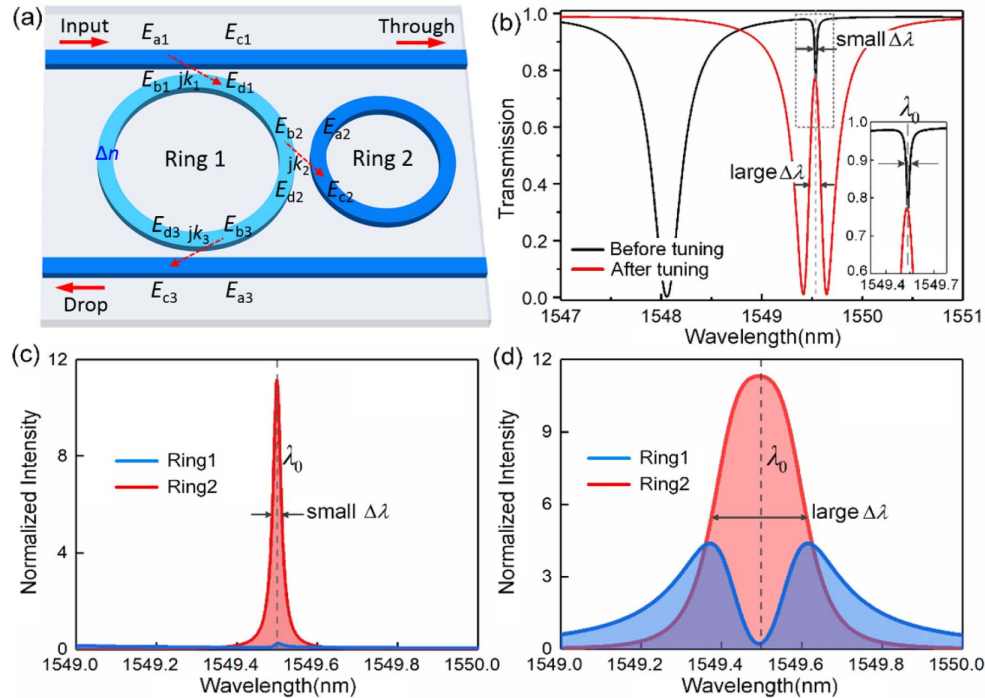 (a)
Input
E_a1
E_c1
Through
E_b1
jk_1
E_d1
E_b2
E_a2
Δn
Ring 1
jk_2
Ring 2
E_d2
E_c2
E_d3
jk_3
E_b3
Drop
E_c3
E_a3
(b)
1.0
0.8
0.6
0.4
0.2
0.0
Transmission
small Δλ
large Δλ
Before tuning
After tuning
λ_0
1.0
0.9
0.8
0.7
0.6
1549.4
1549.7
1547
1548
1549
1550
1551
Wavelength(nm)
(c)
12
8
4
0
Normalized Intensity
Ring1
Ring2
λ_0
small Δλ
1549.0
1549.2
1549.4
1549.6
1549.8
1550.0
Wavelength(nm)
(d)
12
9
6
3
0
Normalized Intensity
Ring1
Ring2
λ_0
large Δλ
1549.0
1549.2
1549.4
1549.6
1549.8
1550.0
Wavelength(nm)